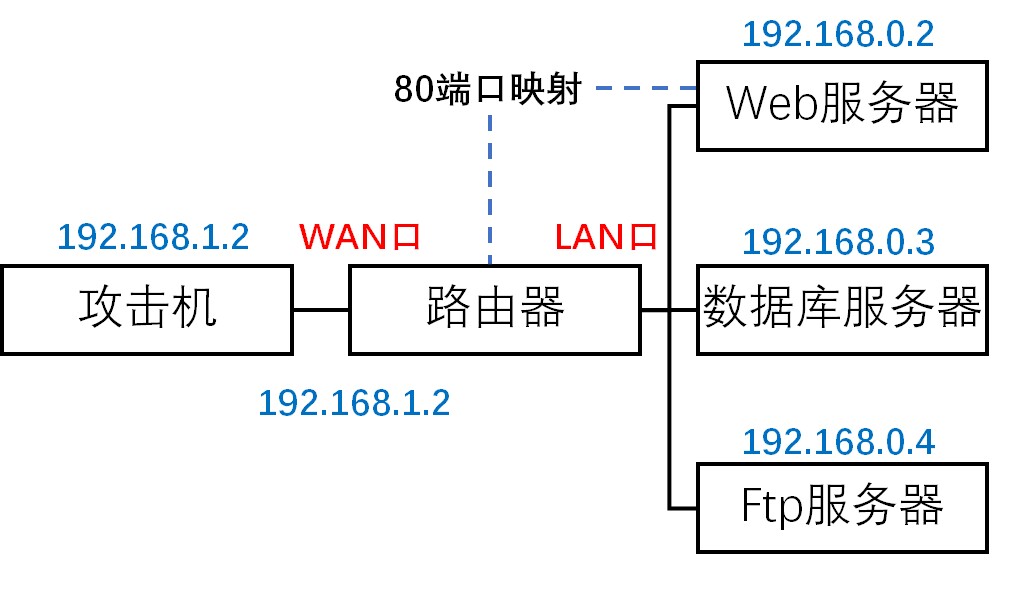 192.168.0.2
80端口映射
Web服务器
192.168.1.2
WAN口
LAN口
192.168.0.3
攻击机
路由器
数据库服务器
192.168.1.2
192.168.0.4
Ftp服务器